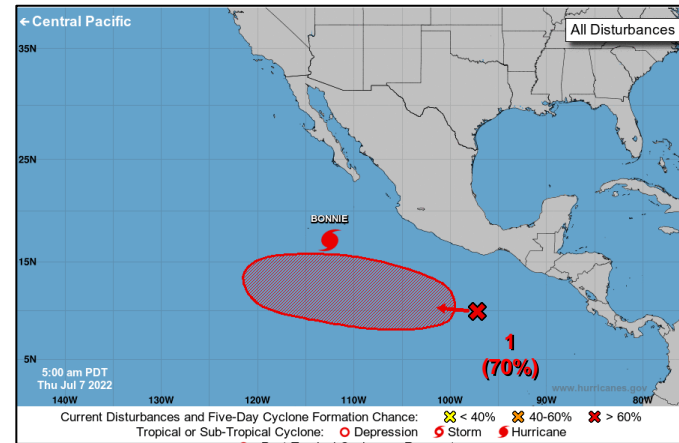 ←Central Pacific
All Disturbances
35N
25N
BONNIE
15N
1
(70%)
5N
5:00 am PDT
Thu Jul 7 2022
www.hurricanes.gov
140W 130W 120W 110W 100W 90W 80W
Current Disturbances and Five-Day Cyclone Formation Chance: < 40% 40-60% > 60%
Tropical or Sub-Tropical Cyclone: Depression Storm Hurricane